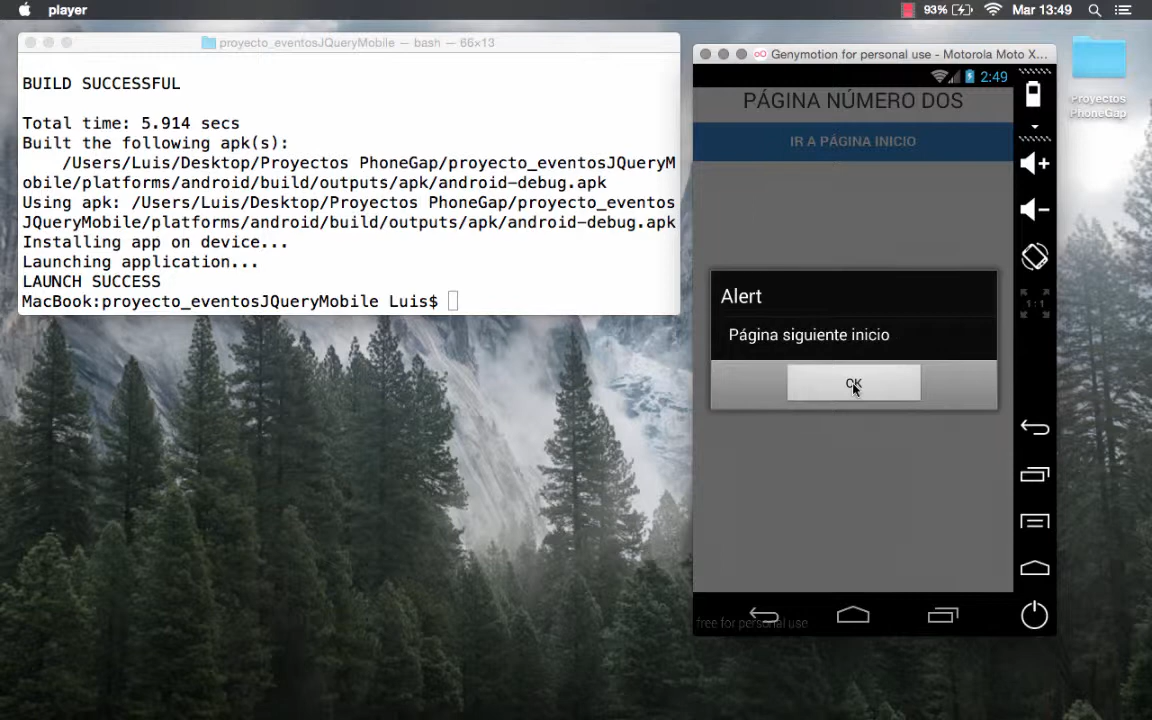 player
93%
Mar 13:49
proyecto_eventosJQueryMobile — bash — 66×13
BUILD SUCCESSFUL
Total time: 5.914 secs
Built the following apk(s):
/Users/Luis/Desktop/Proyectos PhoneGap/proyecto_eventosJQueryM
obile/platforms/android/build/outputs/apk/android-debug.apk
Using apk: /Users/Luis/Desktop/Proyectos PhoneGap/proyecto_eventos
JQueryMobile/platforms/android/build/outputs/apk/android-debug.apk
Installing app on device...
Launching application...
LAUNCH SUCCESS
MacBook:proyecto_eventosJQueryMobile Luis$
Genymotion for personal use - Motorola Moto X...
2:49
PÁGINA NÚMERO DOS
IR A PÁGINA INICIO
Alert
Página siguiente inicio
OK
free for personal use
1:1
Proyectos
PhoneGap